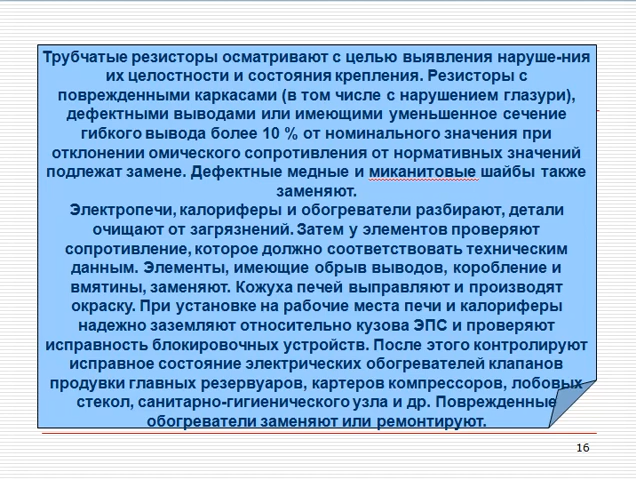 Трубчатые резисторы осматривают с целью выявления наруше-ния
их целостности и состояния крепления. Резисторы с
поврежденными каркасами (в том числе с нарушением глазури),
дефектными выводами или имеющими уменьшенное сечение
гибкого вывода более 10 % от номинального значения при
отклонении омического сопротивления от нормативных значений
подлежат замене. Дефектные медные и миканитовые шайбы также
заменяют.
Электропечи, калориферы и обогреватели разбирают, детали
очищают от загрязнений. Затем у элементов проверяют
сопротивление, которое должно соответствовать техническим
данным. Элементы, имеющие обрыв выводов, коробление и
вмятины, заменяют. Кожуха печей выправляют и производят
окраску. При установке на рабочие места печи и калориферы
надежно заземляют относительно кузова ЭПС и проверяют
исправность блокировочных устройств. После этого контролируют
исправное состояние электрических обогревателей клапанов
продувки главных резервуаров, картеров компрессоров, лобовых
стекол, санитарно-гигиенического узла и др. Поврежденные
обогреватели заменяют или ремонтируют.
16